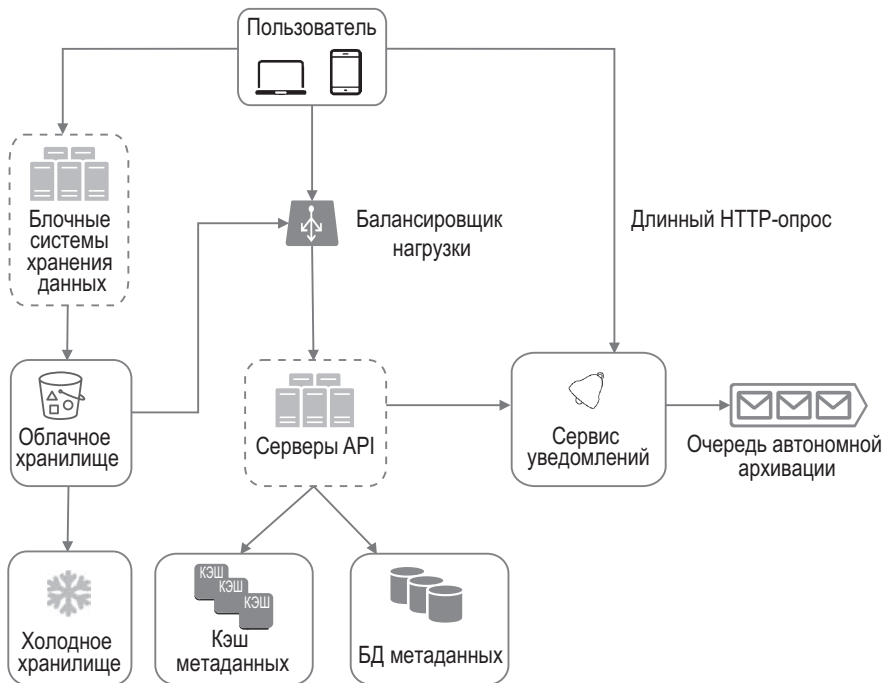 Пользователь
Блочные
системы
хранения
данных
Балансировщик
нагрузки
Длинный HTTP-опрос
Облачное
хранилище
Серверы API
Сервис
уведомлений
Очередь автономной
архивации
Холодное
хранилище
КЭШ
КЭШ
КЭШ
Кэш
метаданных
БД метаданных